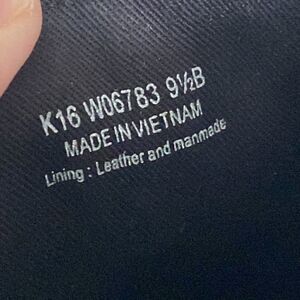 K16 W06783 9½B
MADE IN VIETNAM
Lining : Leather and manmade